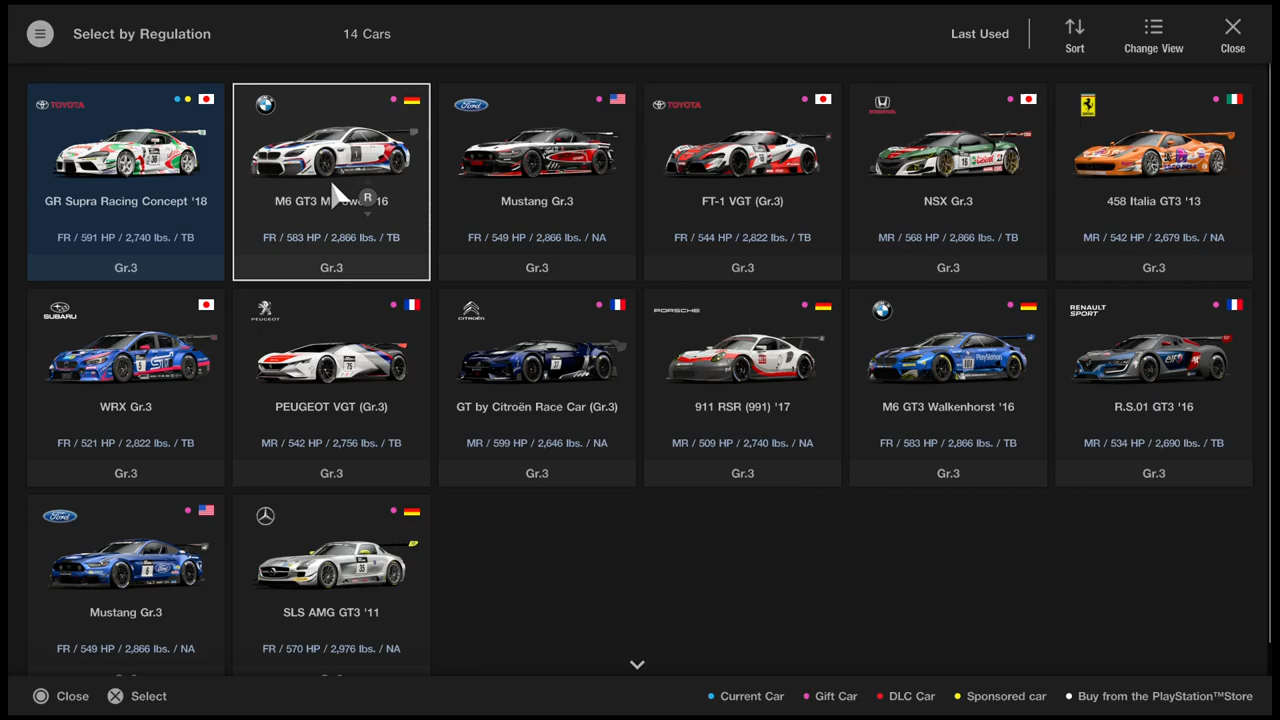 Select by Regulation
14 Cars
Last Used
Sort
Change View
Close
TOYOTA
GR Supra Racing Concept '18
FR / 591 HP / 2,740 lbs. / TB
Gr.3
R
FR / 583 HP / 2,866 lbs. / TB
Gr.3
Ford
Mustang Gr.3
FR / 549 HP / 2,866 lbs. / NA
Gr.3
TOYOTA
FT-1 VGT (Gr.3)
FR / 544 HP / 2,822 lbs. / TB
Gr.3
HONDA
NSX Gr.3
MR / 568 HP / 2,866 lbs. / TB
Gr.3
458 Italia GT3 '13
MR / 542 HP / 2,679 lbs. / NA
Gr.3
SUBARU
WRX Gr.3
FR / 521 HP / 2,822 lbs. / TB
Gr.3
PEUGEOT
PEUGEOT VGT (Gr.3)
MR / 542 HP / 2,756 lbs. / TB
Gr.3
CITROËN
GT by Citroën Race Car (Gr.3)
MR / 599 HP / 2,646 lbs. / NA
Gr.3
PORSCHE
911 RSR (991) '17
MR / 509 HP / 2,740 lbs. / NA
Gr.3
PlayStation
M6 GT3 Walkenhorst '16
FR / 583 HP / 2,866 lbs. / TB
Gr.3
RENAULT
SPORT
R.S.01 GT3 '16
MR / 534 HP / 2,690 lbs. / TB
Gr.3
Ford
Mustang Gr.3
FR / 549 HP / 2,866 lbs. / NA
SLS AMG GT3 '11
FR / 570 HP / 2,976 lbs. / NA
Close
Select
Current Car
Gift Car
DLC Car
Sponsored car
Buy from the PlayStation™Store